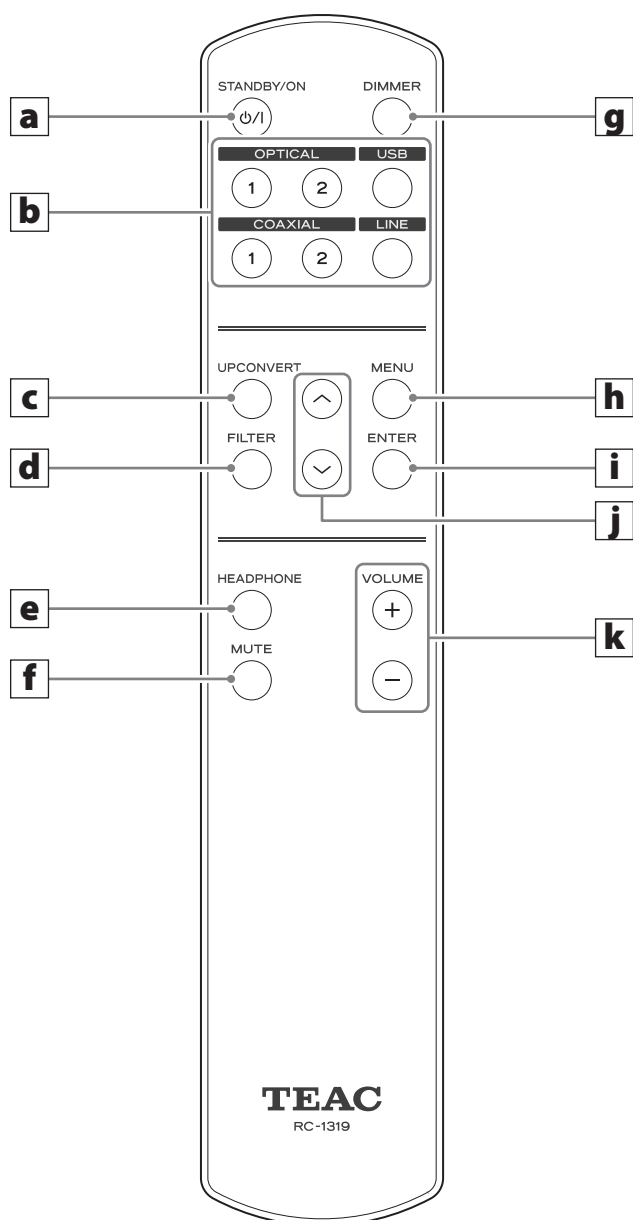 STANDBY/ON DIMMER
a ⏻/I g
OPTICAL USB
1 2
b
COAXIAL LINE
1 2
UPCONVERT MENU
c h
FILTER ENTER
d i
j
HEADPHONE VOLUME
e +
k
MUTE
f −
TEAC
RC-1319